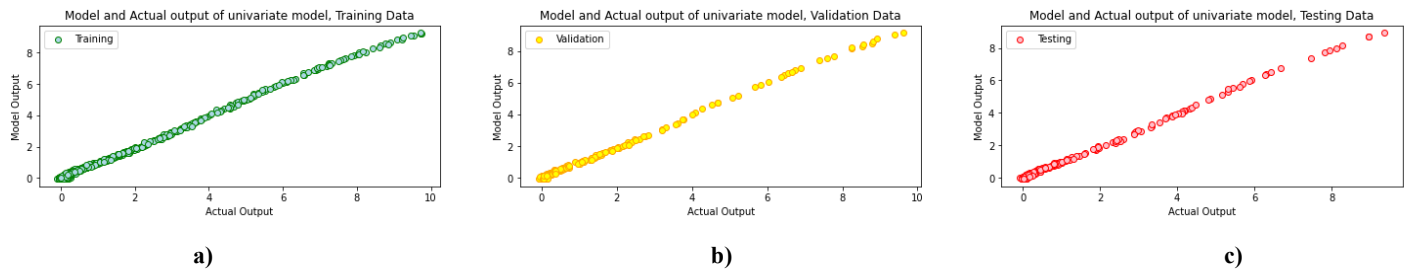 Model and Actual output of univariate model, Training Data
Training
Model Output
8
6
4
2
0
0 2 4 6 8 10
Actual Output
a)
Model and Actual output of univariate model, Validation Data
Validation
Model Output
8
6
4
2
0
0 2 4 6 8 10
Actual Output
b)
Model and Actual output of univariate model, Testing Data
Testing
Model Output
8
6
4
2
0
0 2 4 6 8
Actual Output
c)